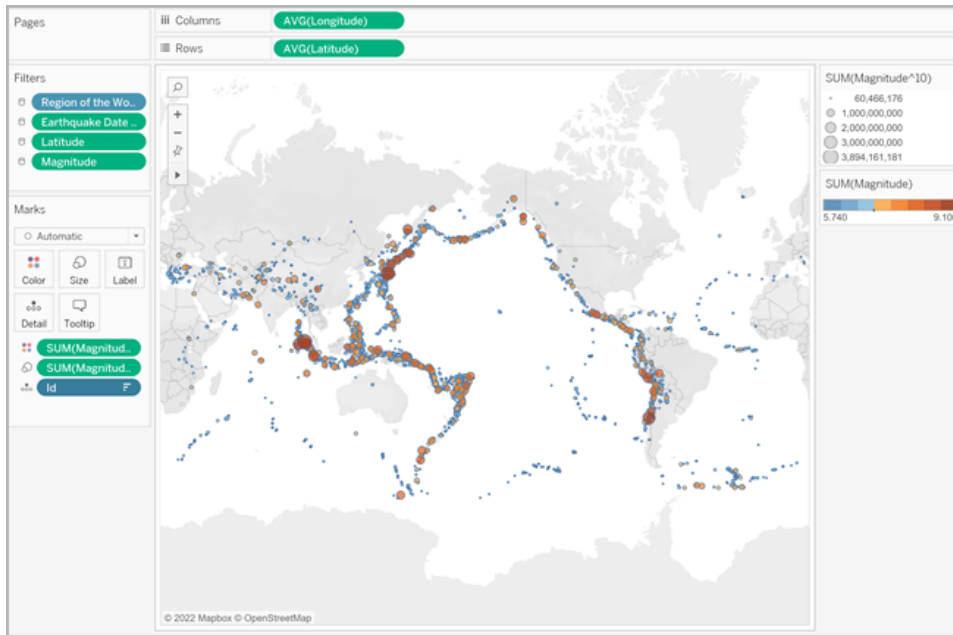 Pages
Columns
AVG(Longitude)
Rows
AVG(Latitude)
Filters
Region of the Wo..
Earthquake Date ..
Latitude
Magnitude
Marks
Automatic
Color
Size
Label
Detail
Tooltip
SUM(Magnitud..
SUM(Magnitud..
Id
© 2022 Mapbox © OpenStreetMap
SUM(Magnitude^10)
60,466,176
1,000,000,000
2,000,000,000
3,000,000,000
3,894,161,181
SUM(Magnitude)
5.740 9.100